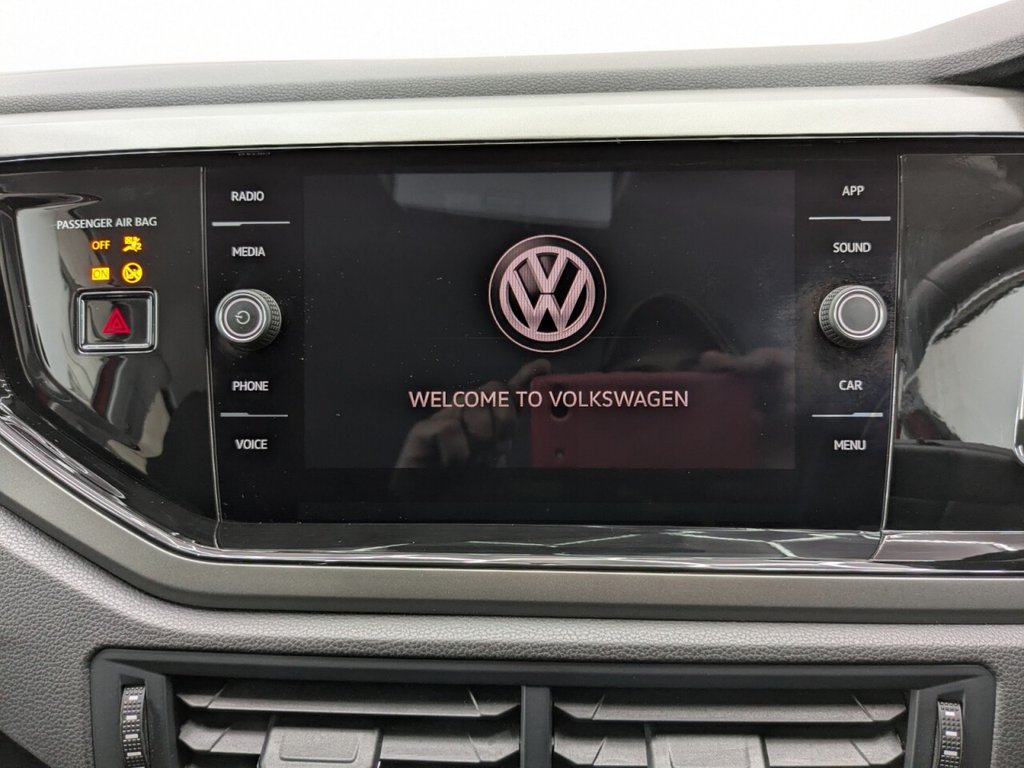 PASSENGER AIR BAG
OFF
ON
RADIO
MEDIA
PHONE
VOICE
WELCOME TO VOLKSWAGEN
APP
SOUND
CAR
MENU